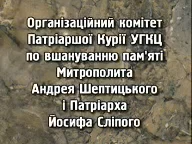 Організаційний комітет
Патріаршої Курії УГКЦ
по вшануванню пам'яті
Митрополита
Андрея Шептицького
і Патріарха
Йосифа Сліпого